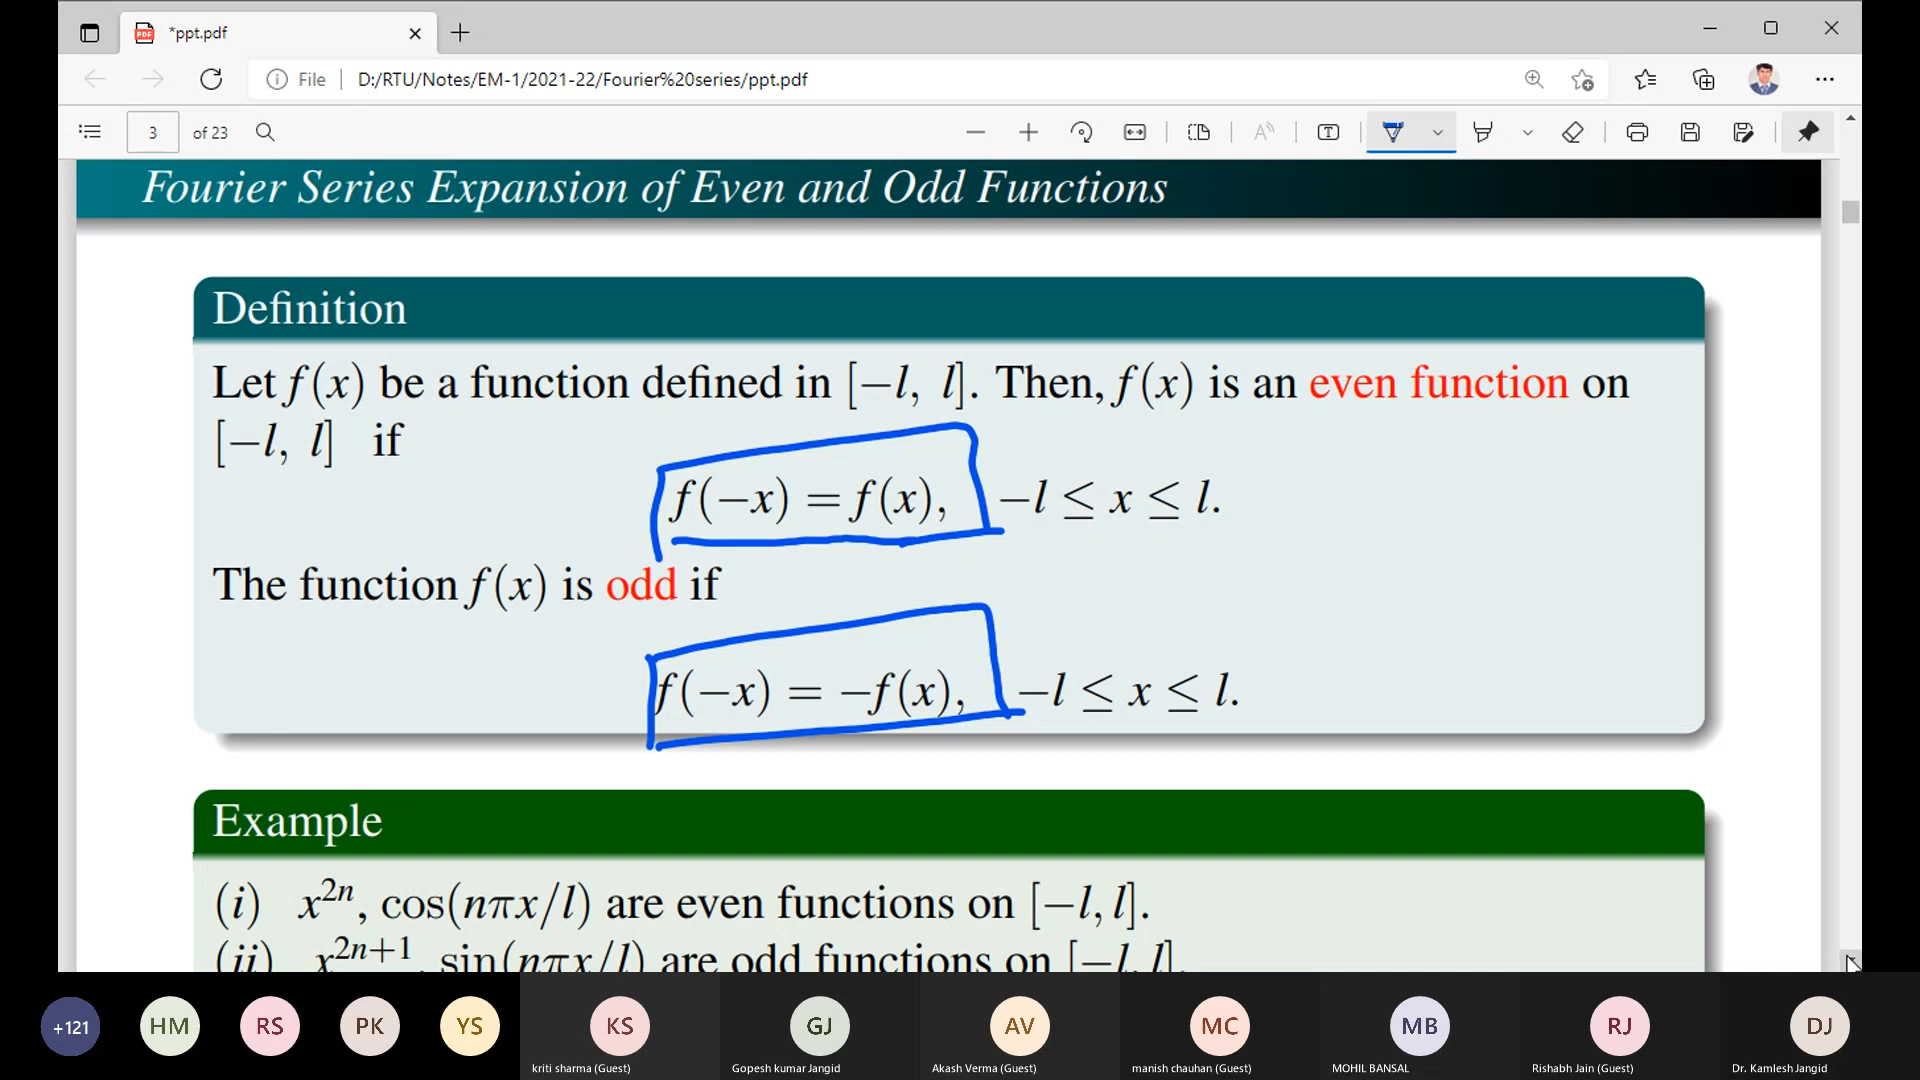 *ppt.pdf
File | D:/RTU/Notes/EM-1/2021-22/Fourier%20series/ppt.pdf
3 of 23
Fourier Series Expansion of Even and Odd Functions
Definition
Let f(x) be a function defined in [−l, l]. Then, f(x) is an even function on
[−l, l] if
f(−x) = f(x), −l ≤ x ≤ l.
The function f(x) is odd if
f(−x) = −f(x), −l ≤ x ≤ l.
Example
(i) x^{2n}, cos(nπx/l) are even functions on [−l, l].
(ii) x^{2n+1}, sin(nπx/l) are odd functions on [−l, l].
+121 HM RS PK YS KS GJ AV MC MB RJ DJ
kriti sharma (Guest) Gopesh kumar Jangid Akash Verma (Guest) manish chauhan (Guest) MOHIL BANSAL Rishabh Jain (Guest) Dr. Kamlesh Jangid